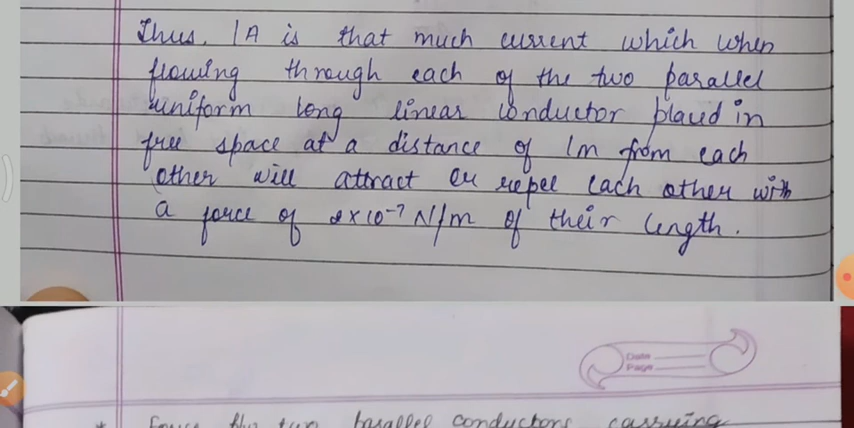 Thus, 1A is that much current which when
flowing through each of the two parallel
uniform long linear conductor placed in
free space at a distance of 1m from each
other will attract or repel each other with
a force of 2×10⁻⁷ N/m of their length.
Date
Page
* Force b/w two parallel conductors carrying